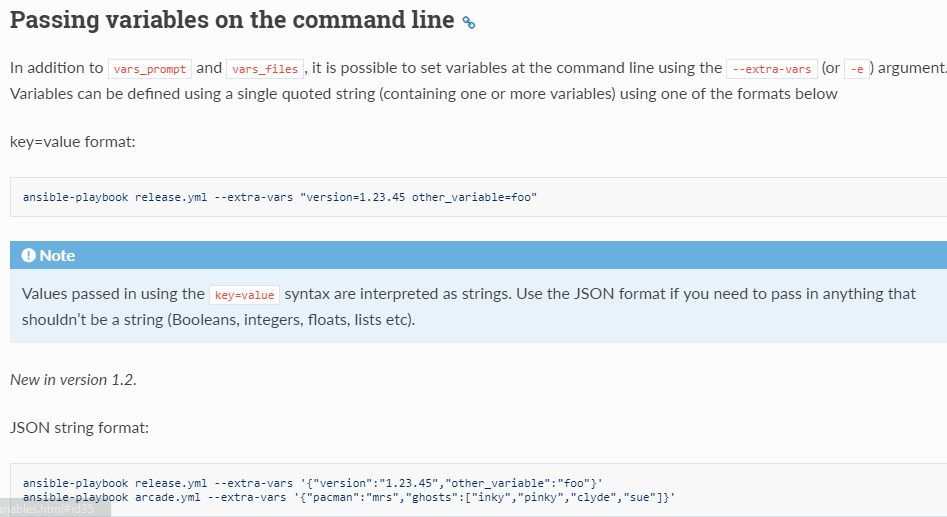 Passing variables on the command line
In addition to vars_prompt and vars_files, it is possible to set variables at the command line using the --extra-vars (or -e) argument.
Variables can be defined using a single quoted string (containing one or more variables) using one of the formats below
key=value format:
ansible-playbook release.yml --extra-vars "version=1.23.45 other_variable=foo"
Note
Values passed in using the key=value syntax are interpreted as strings. Use the JSON format if you need to pass in anything that
shouldn’t be a string (Booleans, integers, floats, lists etc).
New in version 1.2.
JSON string format:
ansible-playbook release.yml --extra-vars '{"version":"1.23.45","other_variable":"foo"}'
ansible-playbook arcade.yml --extra-vars '{"pacman":"mrs","ghosts":["inky","pinky","clyde","sue"]}'
ariables.html#id35